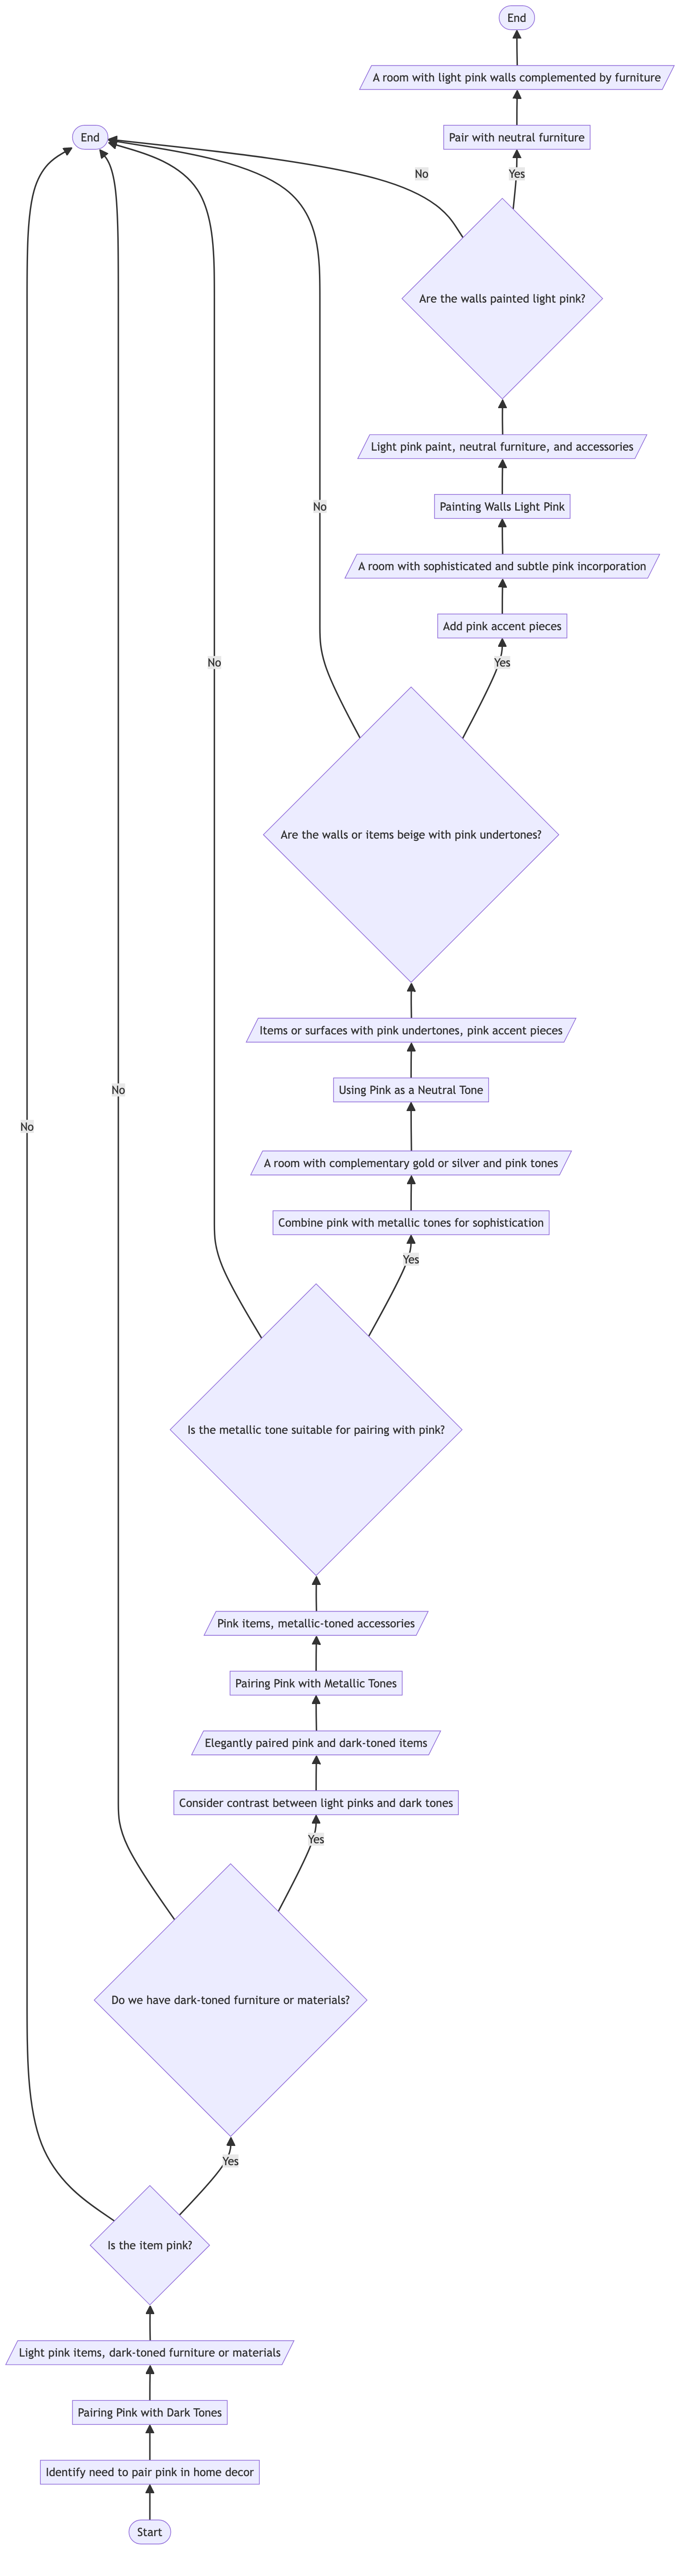 End
A room with light pink walls complemented by furniture
End
Pair with neutral furniture
No
Yes
Are the walls painted light pink?
Light pink paint, neutral furniture, and accessories
No
Painting Walls Light Pink
A room with sophisticated and subtle pink incorporation
Add pink accent pieces
No
Yes
Are the walls or items beige with pink undertones?
Items or surfaces with pink undertones, pink accent pieces
No
Using Pink as a Neutral Tone
No
A room with complementary gold or silver and pink tones
Combine pink with metallic tones for sophistication
Yes
Is the metallic tone suitable for pairing with pink?
Pink items, metallic-toned accessories
Pairing Pink with Metallic Tones
Elegantly paired pink and dark-toned items
Consider contrast between light pinks and dark tones
Yes
Do we have dark-toned furniture or materials?
Yes
Is the item pink?
Light pink items, dark-toned furniture or materials
Pairing Pink with Dark Tones
Identify need to pair pink in home decor
Start